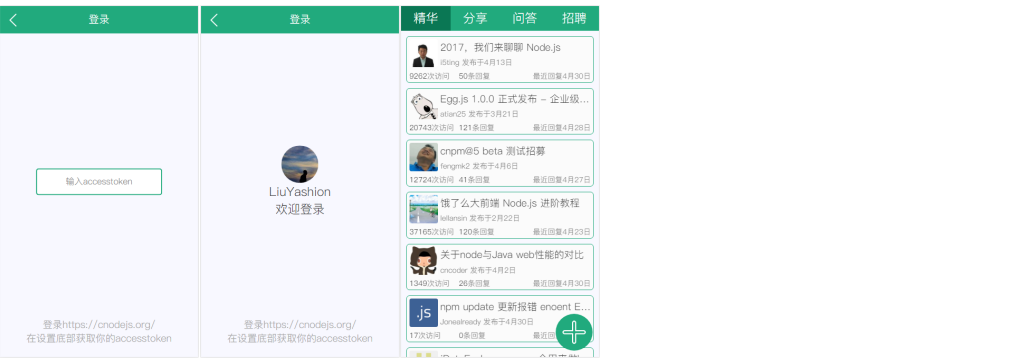 登录
输入accesstoken
登录https://cnodejs.org/
在设置底部获取你的accesstoken
登录
LiuYashion
欢迎登录
登录https://cnodejs.org/
在设置底部获取你的accesstoken
精华 分享 问答 招聘
2017，我们来聊聊 Node.js
i5ting 发布于4月13日
9262次访问 50条回复 最近回复4月30日
Egg.js 1.0.0 正式发布 - 企业级...
atian25 发布于3月21日
20743次访问 121条回复 最近回复4月28日
cnpm@5 beta 测试招募
fengmk2 发布于4月6日
12724次访问 41条回复 最近回复4月27日
饿了么大前端 Node.js 进阶教程
lellansin 发布于2月22日
37165次访问 120条回复 最近回复4月23日
关于node与Java web性能的对比
cncoder 发布于4月2日
1349次访问 26条回复 最近回复4月30日
.js
npm update 更新报错 enoent E...
Jonealready 发布于4月30日
17次访问 0条回复